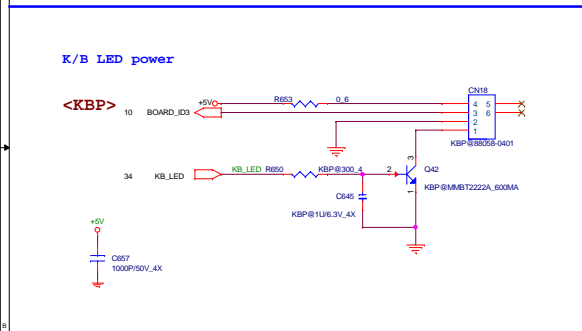 K/B LED power
CN18
<KBP>
10 BOARD_ID3 +5V R653 0_6
4 5
3 6
2
1
KBP@88058-0401
34 KB_LED KB_LED R650 KBP@300_4
2 3 1 Q42
KBP@MMBT2222A_600MA
C645
KBP@1U/6.3V_4X
+5V
C657
1000P/50V_4X
B